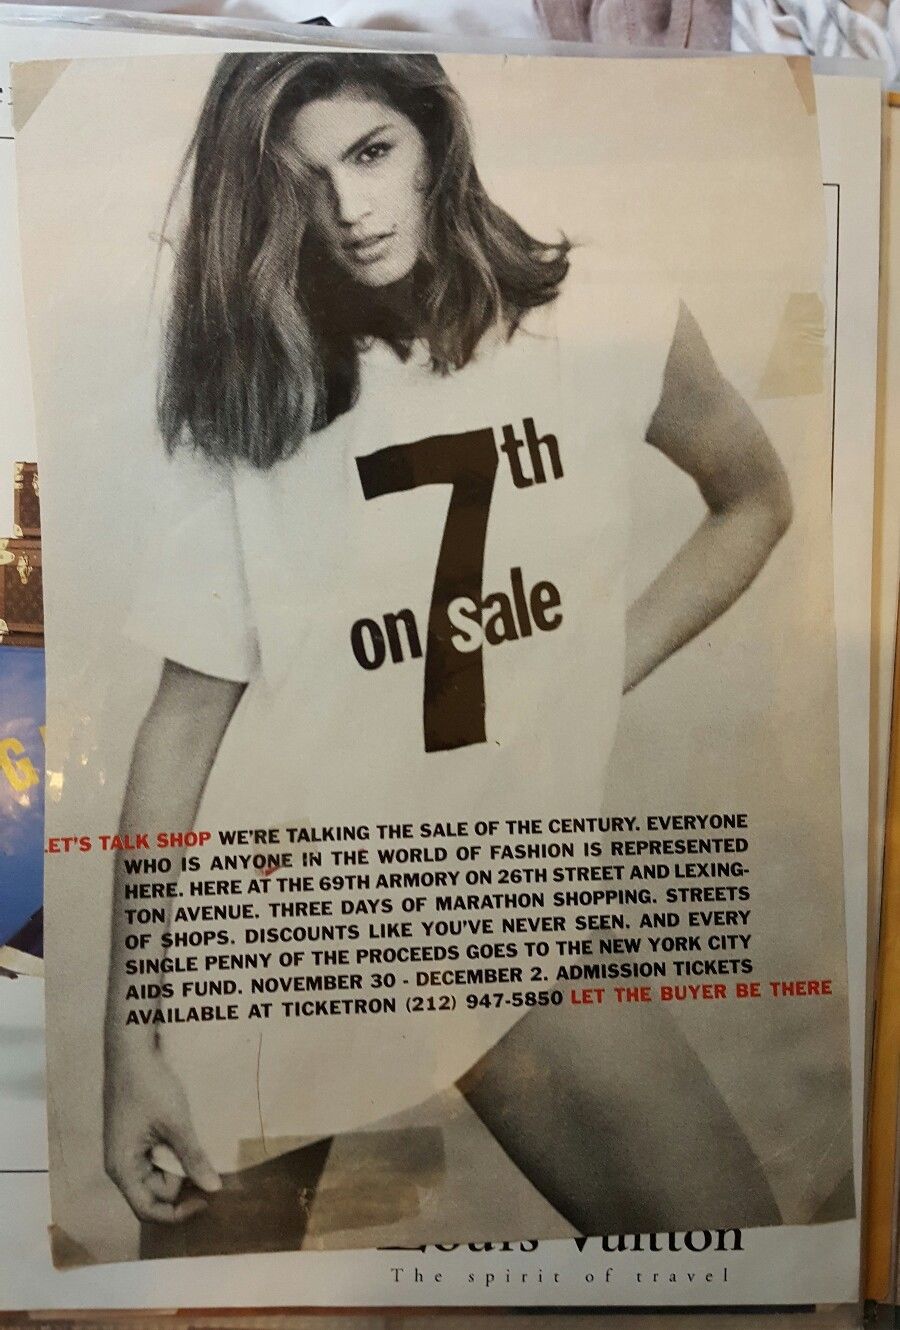 7th
on sale
.ET'S TALK SHOP WE'RE TALKING THE SALE OF THE CENTURY. EVERYONE
WHO IS ANYONE IN THE WORLD OF FASHION IS REPRESENTED
HERE. HERE AT THE 69TH ARMORY ON 26TH STREET AND LEXING-
TON AVENUE. THREE DAYS OF MARATHON SHOPPING. STREETS
OF SHOPS. DISCOUNTS LIKE YOU'VE NEVER SEEN. AND EVERY
SINGLE PENNY OF THE PROCEEDS GOES TO THE NEW YORK CITY
AIDS FUND. NOVEMBER 30 - DECEMBER 2. ADMISSION TICKETS
AVAILABLE AT TICKETRON (212) 947-5850 LET THE BUYER BE THERE
Louis Vuitton
The spirit of travel